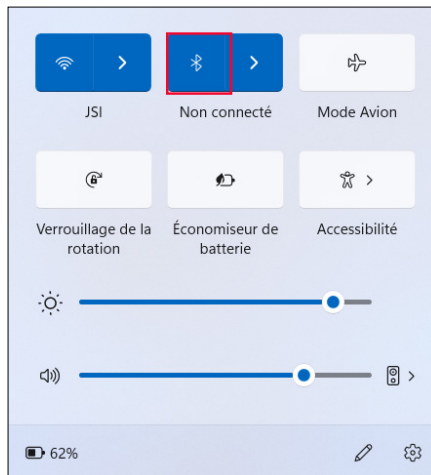 JSI
Non connecté
Mode Avion
Verrouillage de la
rotation
Économiseur de
batterie
Accessibilité
62%